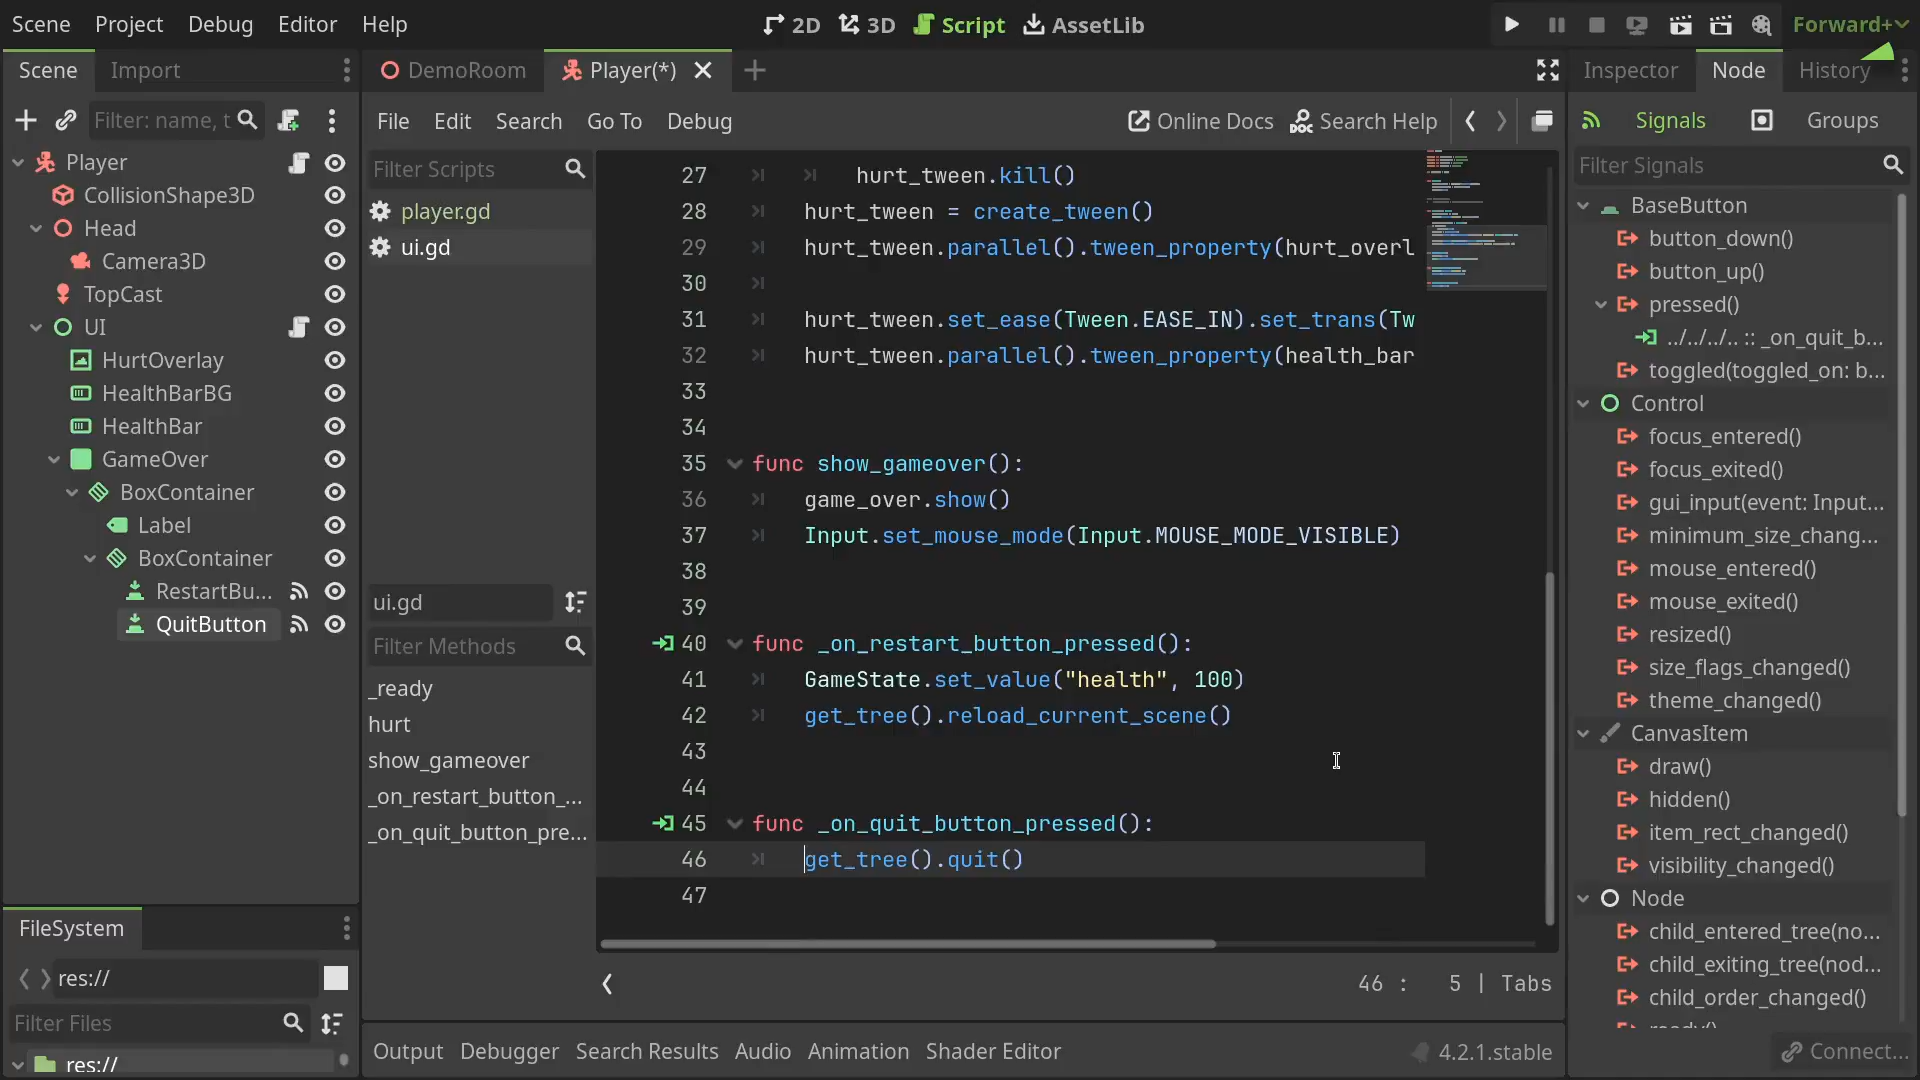 Scene Project Debug Editor Help
2D 3D Script AssetLib
Forward+
Scene Import
DemoRoom Player(*)
Inspector Node History
Filter: name, t
File Edit Search Go To Debug
Online Docs Search Help
Signals Groups
Player
CollisionShape3D
Head
Camera3D
TopCast
UI
HurtOverlay
HealthBarBG
HealthBar
GameOver
BoxContainer
Label
BoxContainer
RestartBu...
QuitButton
FileSystem
res://
Filter Files
res://
Filter Scripts
player.gd
ui.gd
ui.gd
Filter Methods
_ready
hurt
show_gameover
_on_restart_button_...
_on_quit_button_pre...
27 hurt_tween.kill()
28 hurt_tween = create_tween()
29 hurt_tween.parallel().tween_property(hurt_overl
30
31 hurt_tween.set_ease(Tween.EASE_IN).set_trans(Tw
32 hurt_tween.parallel().tween_property(health_bar
33
34
35 func show_gameover():
36 game_over.show()
37 Input.set_mouse_mode(Input.MOUSE_MODE_VISIBLE)
38
39
40 func _on_restart_button_pressed():
41 GameState.set_value("health", 100)
42 get_tree().reload_current_scene()
43
44
45 func _on_quit_button_pressed():
46 get_tree().quit()
47
46 : 5 | Tabs
Output Debugger Search Results Audio Animation Shader Editor
4.2.1.stable
Filter Signals
BaseButton
button_down()
button_up()
pressed()
../../../.. :: _on_quit_b...
toggled(toggled_on: b...
Control
focus_entered()
focus_exited()
gui_input(event: Input...
minimum_size_chang...
mouse_entered()
mouse_exited()
resized()
size_flags_changed()
theme_changed()
CanvasItem
draw()
hidden()
item_rect_changed()
visibility_changed()
Node
child_entered_tree(no...
child_exiting_tree(nod...
child_order_changed()
ready()
Connect...